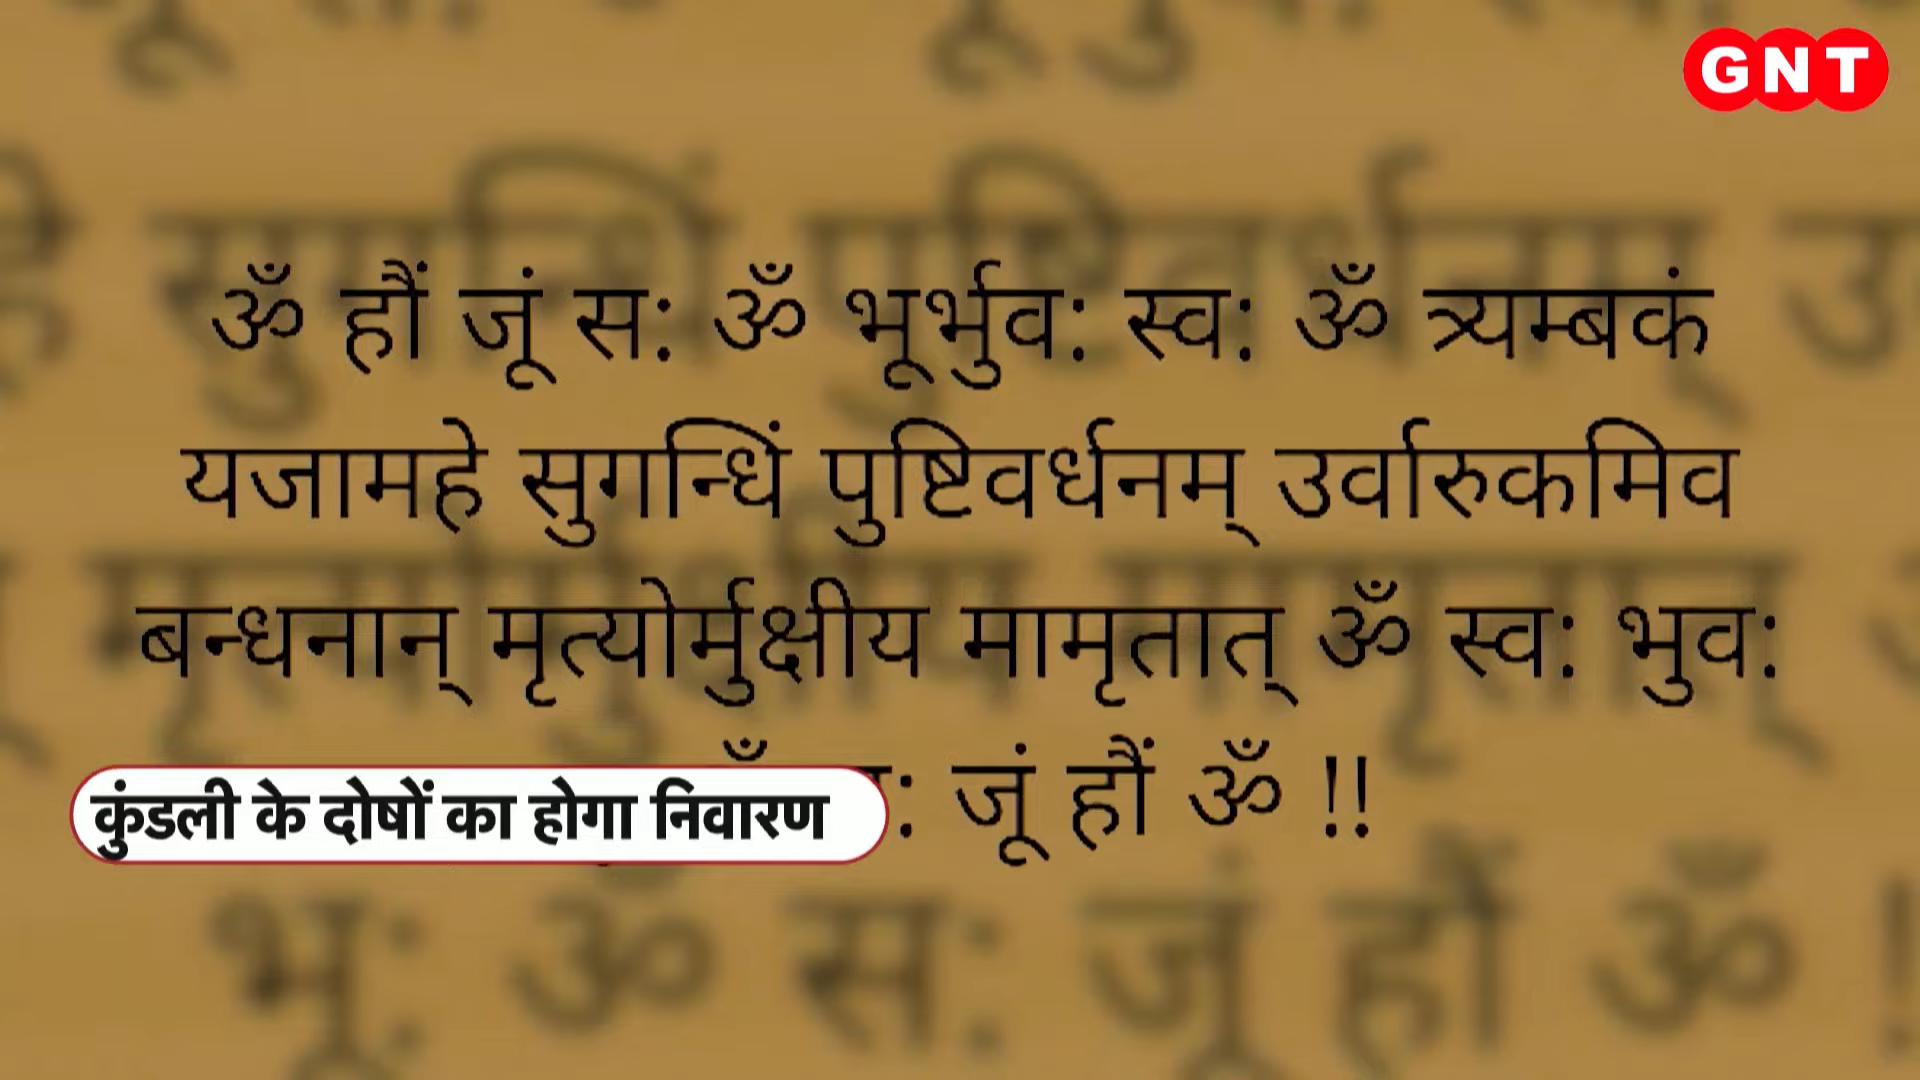 GNT
ॐ हौं जूं स: ॐ भूर्भुव: स्व: ॐ त्र्यम्बकं
यजामहे सुगन्धिं पुष्टिवर्धनम् उर्वारुकमिव
बन्धनान् मृत्योर्मुक्षीय मामृतात् ॐ स्व: भुव:
जूं हौं ॐ !!
कुंडली के दोषों का होगा निवारण
भू: ॐ स: जूं हौं ॐ !